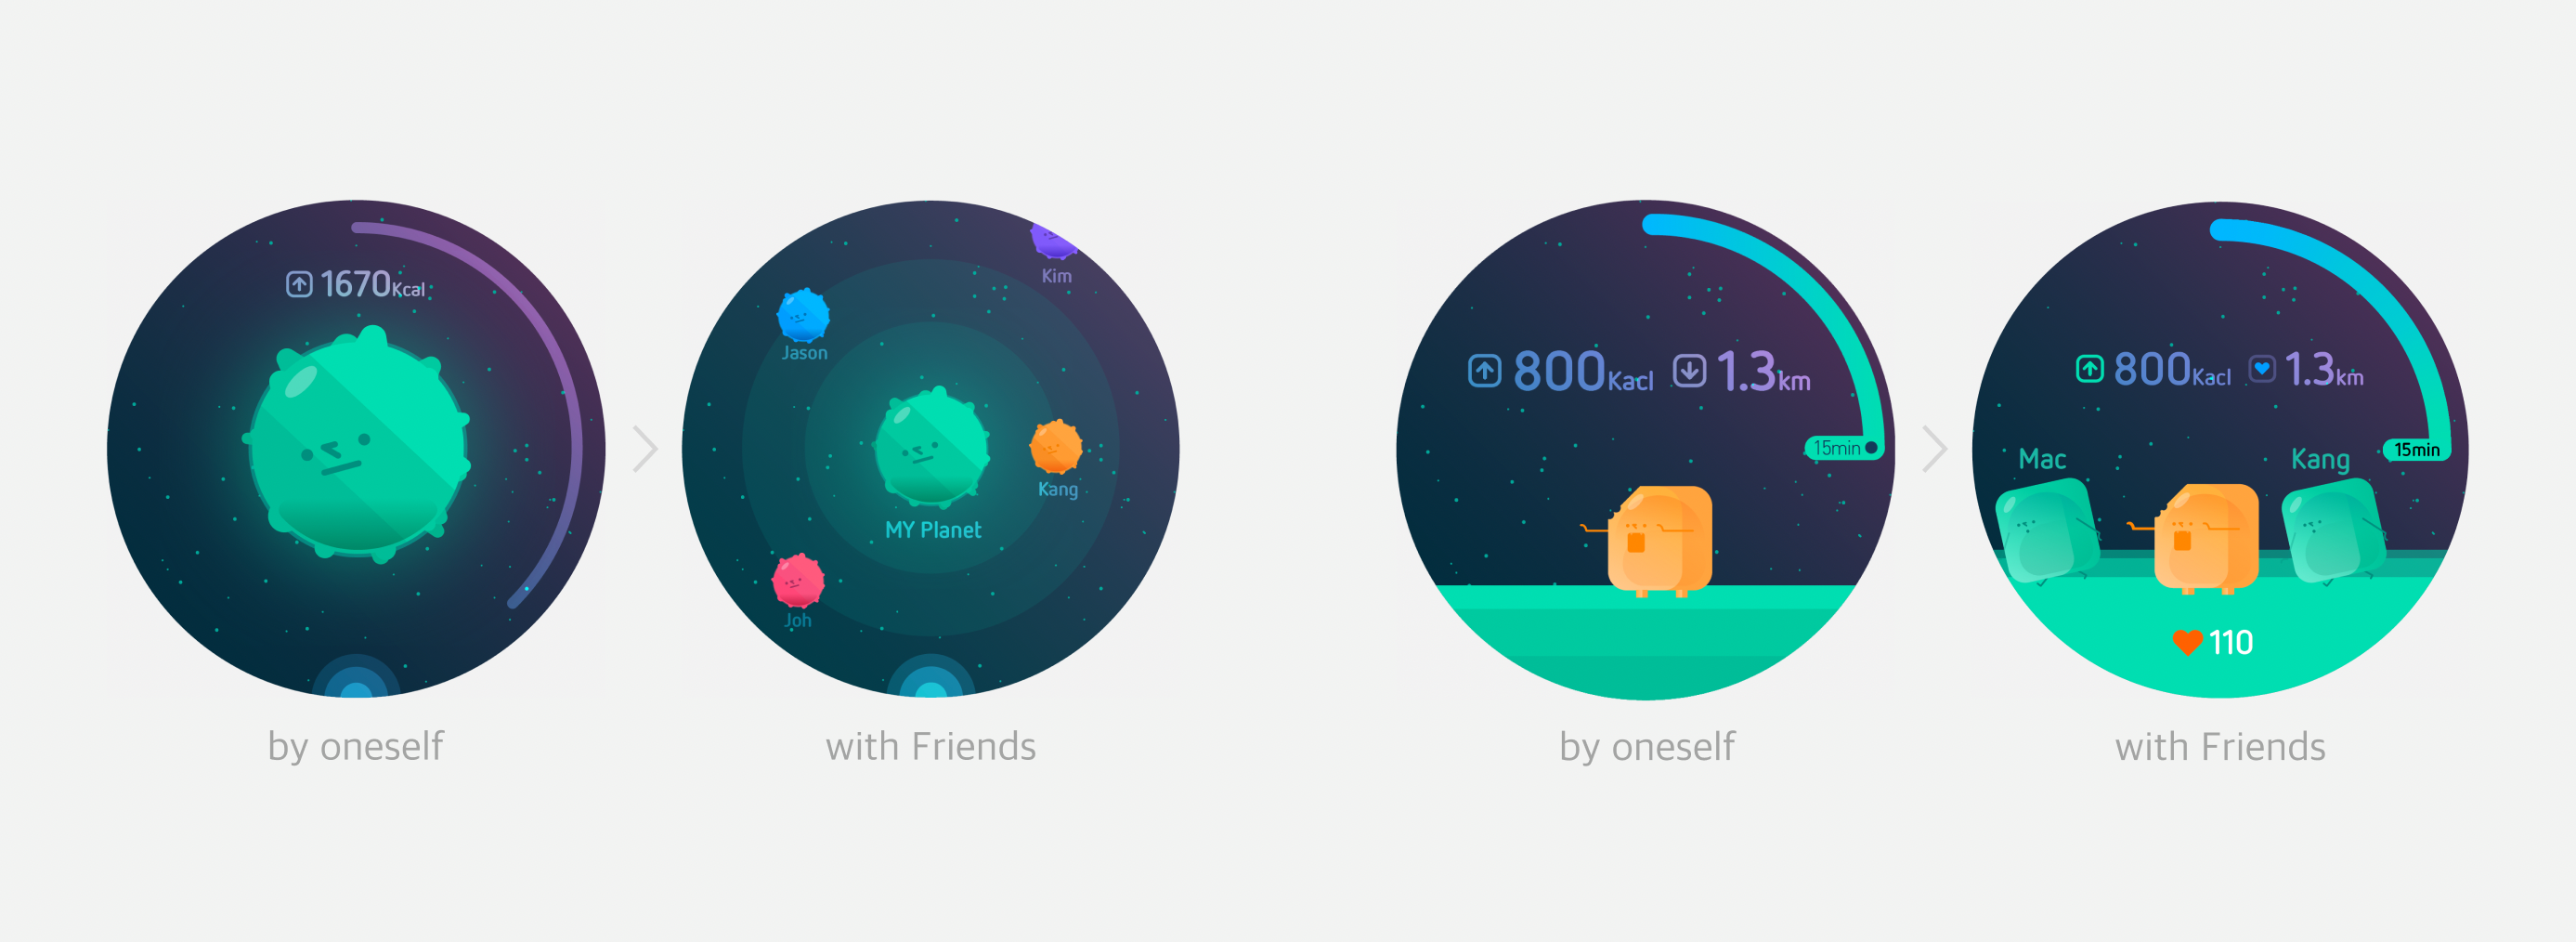 1670Kcal
by oneself
Kim
Jason
Kang
MY Planet
Joh
with Friends
800Kacl 1.3km
15min
by oneself
800Kacl 1.3km
15min
Mac
Kang
110
with Friends